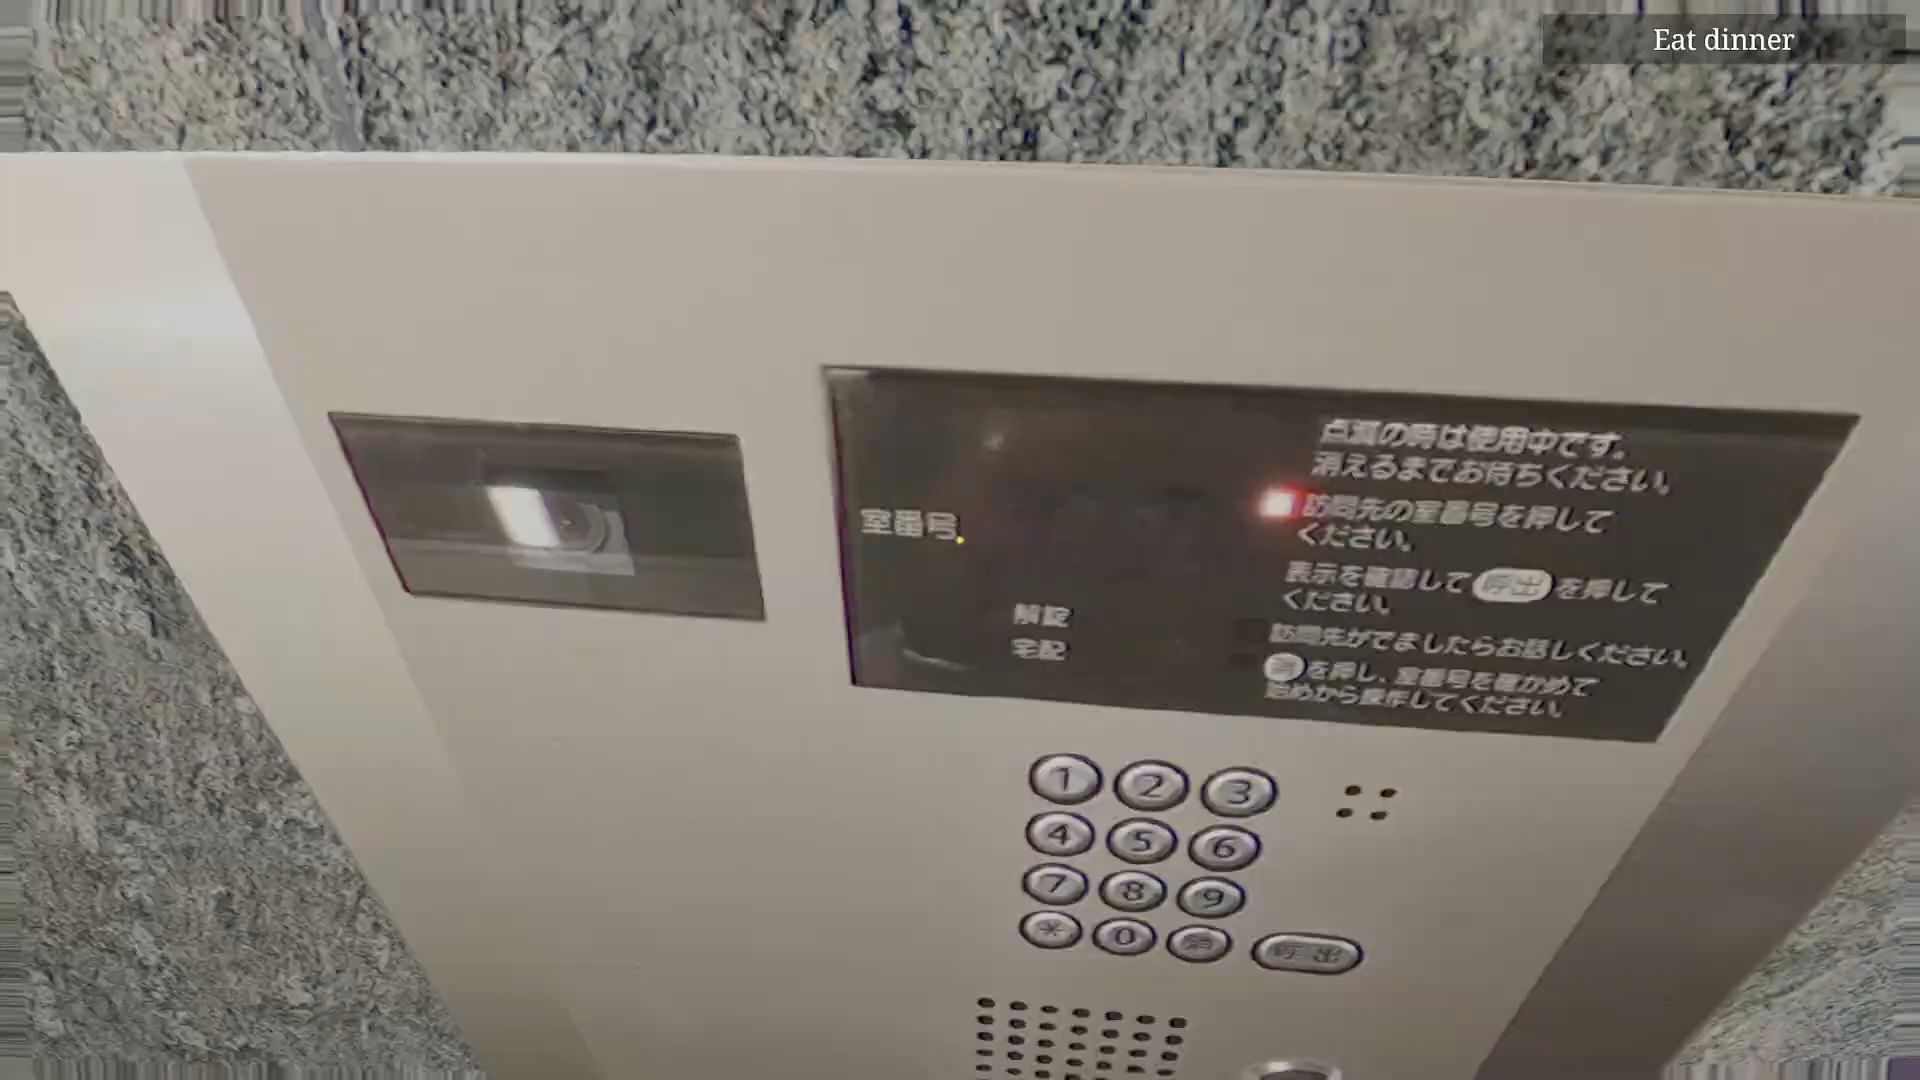 Eat dinner
点滅の時は使用中です。
消えるまでお待ちください。
訪問先の室番号を押して
ください。
室番号
表示を確認して 呼出 を押して
ください。
解錠
訪問先がでましたらお話しください。
宅配
を押し、室番号を確かめて
始めから操作してください。
1 2 3
4 5 6
7 8 9
* 0 消 呼出